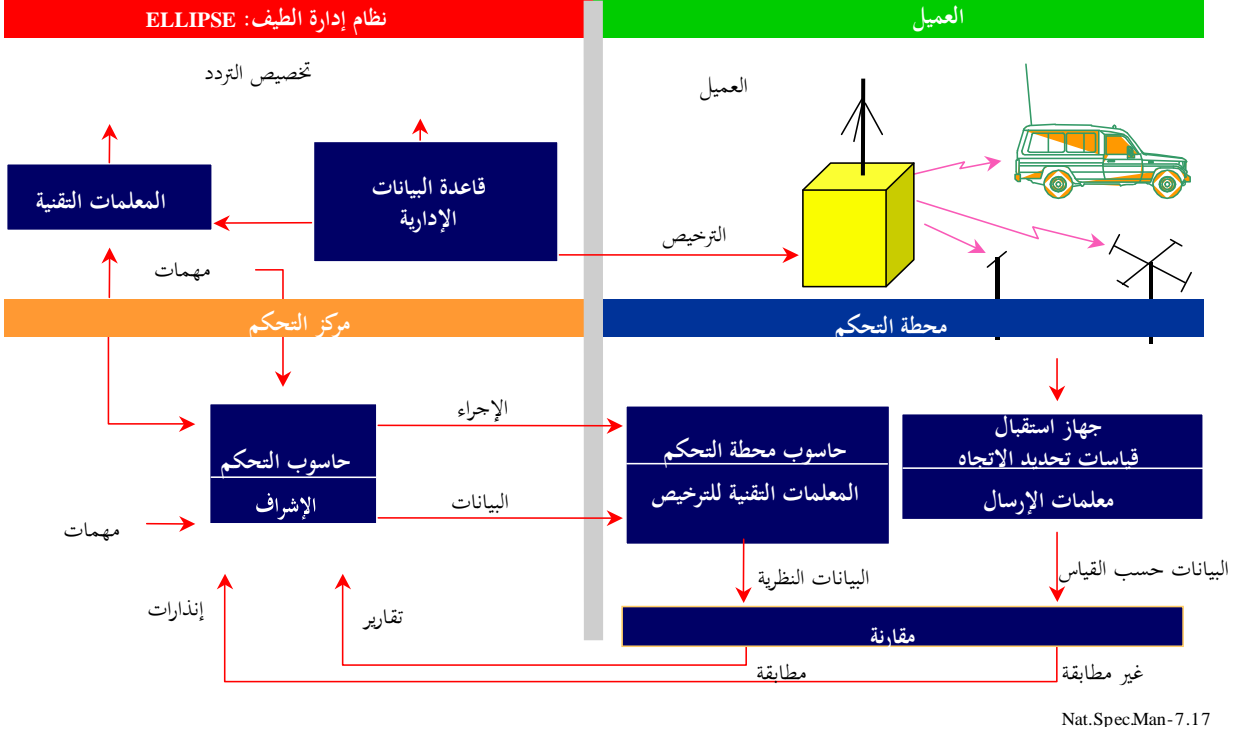 العميل
نظام إدارة الطيف: ELLIPSE
تخصيص التردد
العميل
قاعدة البيانات
الإدارية
المعلمات التقنية
الترخيص
مهمات
محطة التحكم
مركز التحكم
الإجراء
جهاز استقبال
قياسات تحديد الاتجاه
معلمات الإرسال
حاسوب محطة التحكم
المعلمات التقنية للترخيص
حاسوب التحكم
الإشراف
البيانات
مهمات
البيانات حسب القياس
البيانات النظرية
إنذارات
تقارير
مقارنة
غير مطابقة
مطابقة
Nat.Spec.Man-7.17